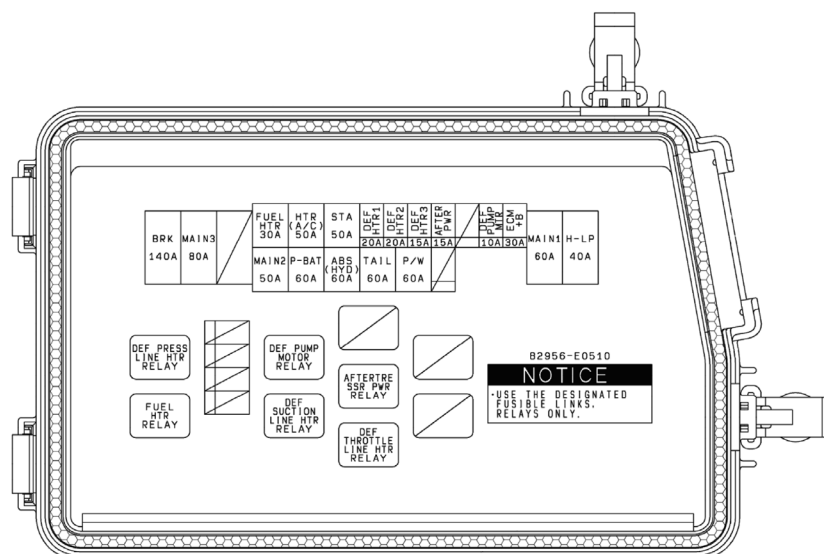 BRK
140A
MAIN3
80A
FUEL
HTR
30A
HTR
(A/C)
50A
STA
50A
DEF
HTR1
20A
DEF
HTR2
20A
DEF
HTR3
15A
AFTER
PWR
15A
DEF
PUMP
MTR
10A
ECM
+B
30A
MAIN1
60A
H-LP
40A
MAIN2
50A
P-BAT
60A
ABS
(HYD)
60A
TAIL
60A
P/W
60A
DEF PRESS
LINE HTR
RELAY
FUEL
HTR
RELAY
DEF PUMP
MOTOR
RELAY
DEF
SUCTION
LINE HTR
RELAY
AFTERTRE
SSR PWR
RELAY
DEF
THROTTLE
LINE HTR
RELAY
B2956-E0510
NOTICE
·USE THE DESIGNATED
FUSIBLE LINKS,
RELAYS ONLY.